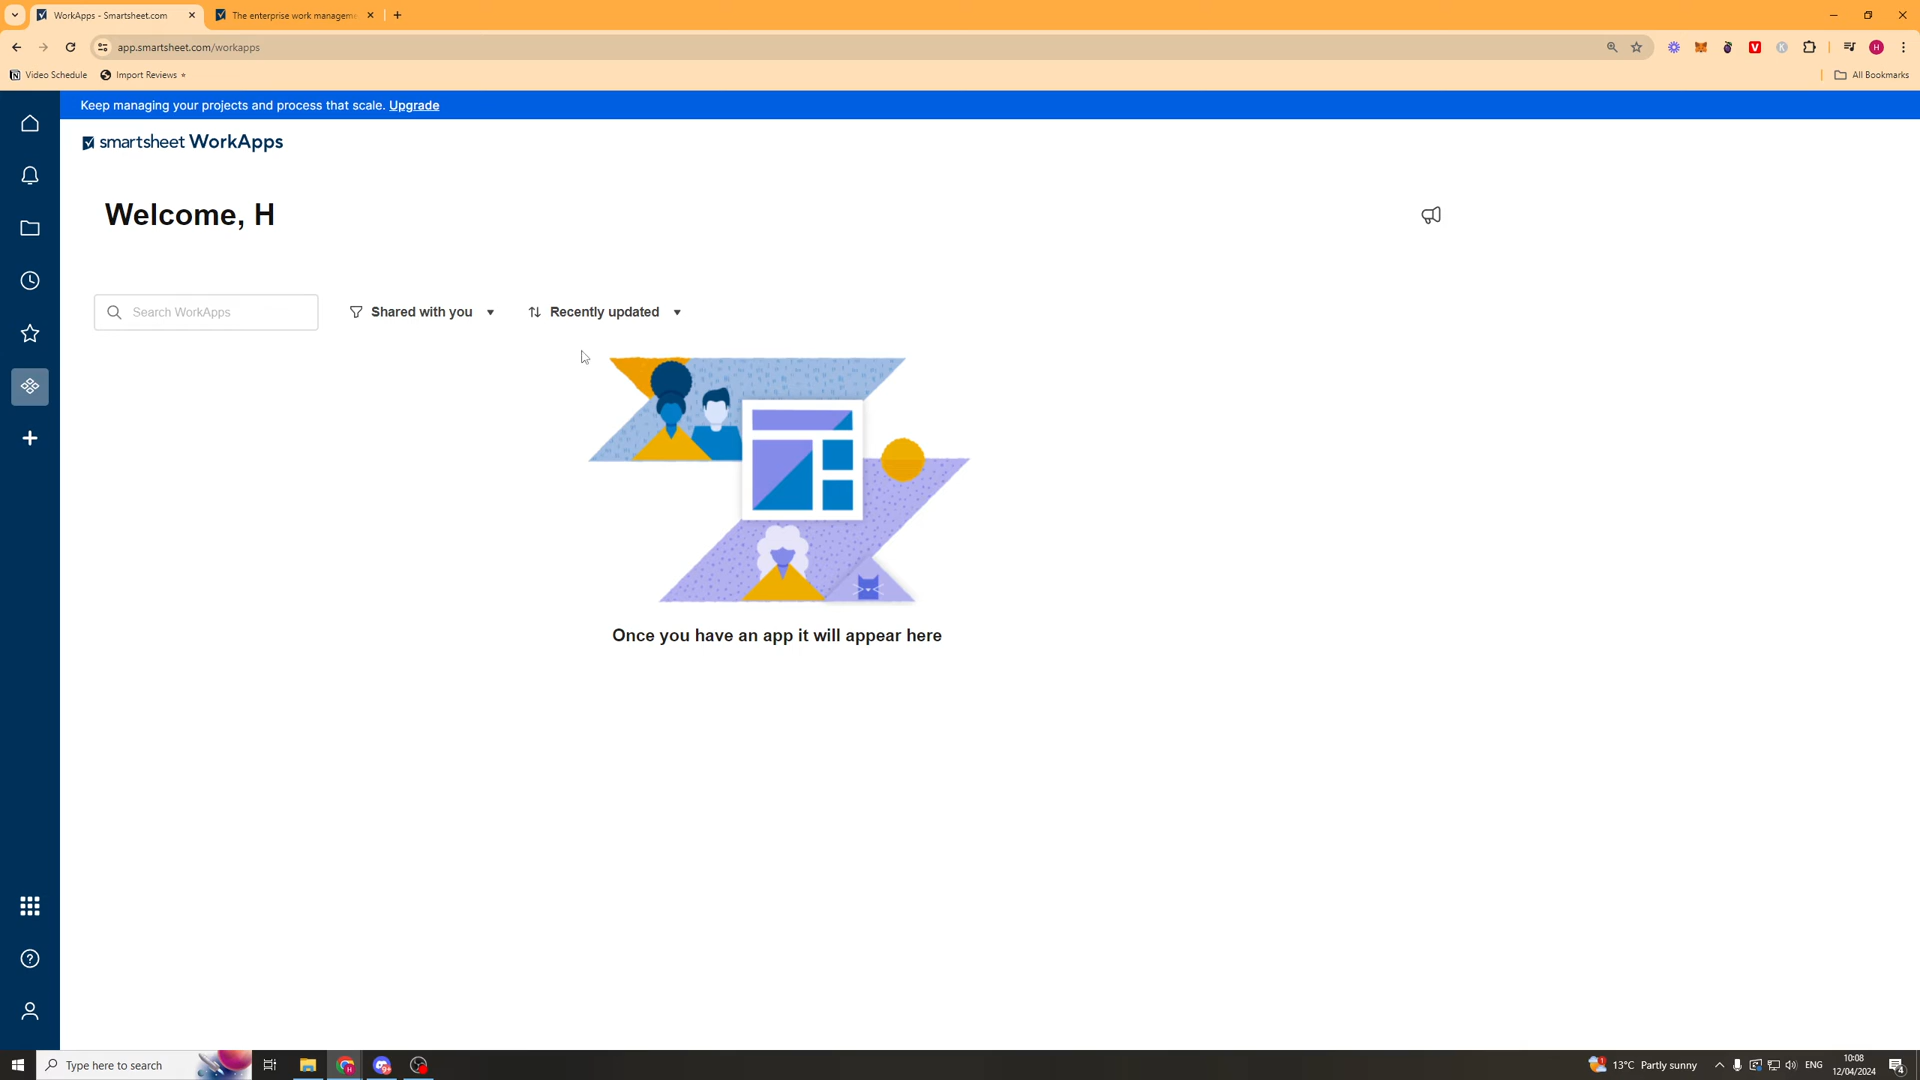 WorkApps - Smartsheet.com
The enterprise work managem
app.smartsheet.com/workapps
Video Schedule
Import Reviews
All Bookmarks
Keep managing your projects and process that scale. Upgrade
smartsheet WorkApps
Welcome, H
Search WorkApps
Shared with you
Recently updated
Once you have an app it will appear here
Type here to search
13°C Partly sunny
ENG
10:08
12/04/2024